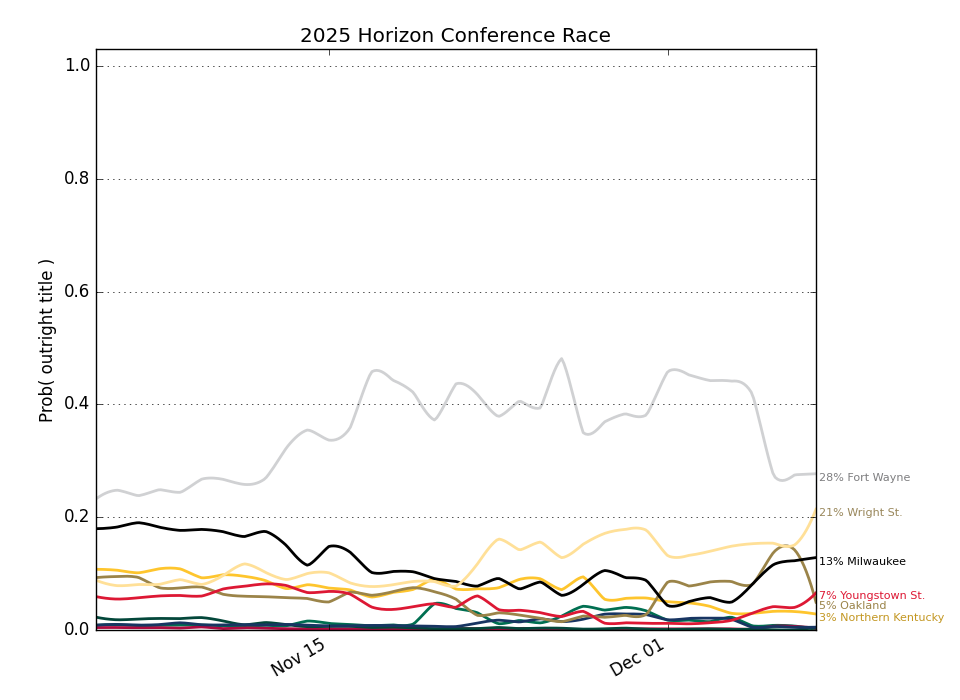 2025 Horizon Conference Race
1.0
0.8
0.6
0.4
0.2
0.0
Prob( outright title )
Nov 15
Dec 01
28% Fort Wayne
21% Wright St.
13% Milwaukee
7% Youngstown St.
5% Oakland
3% Northern Kentucky